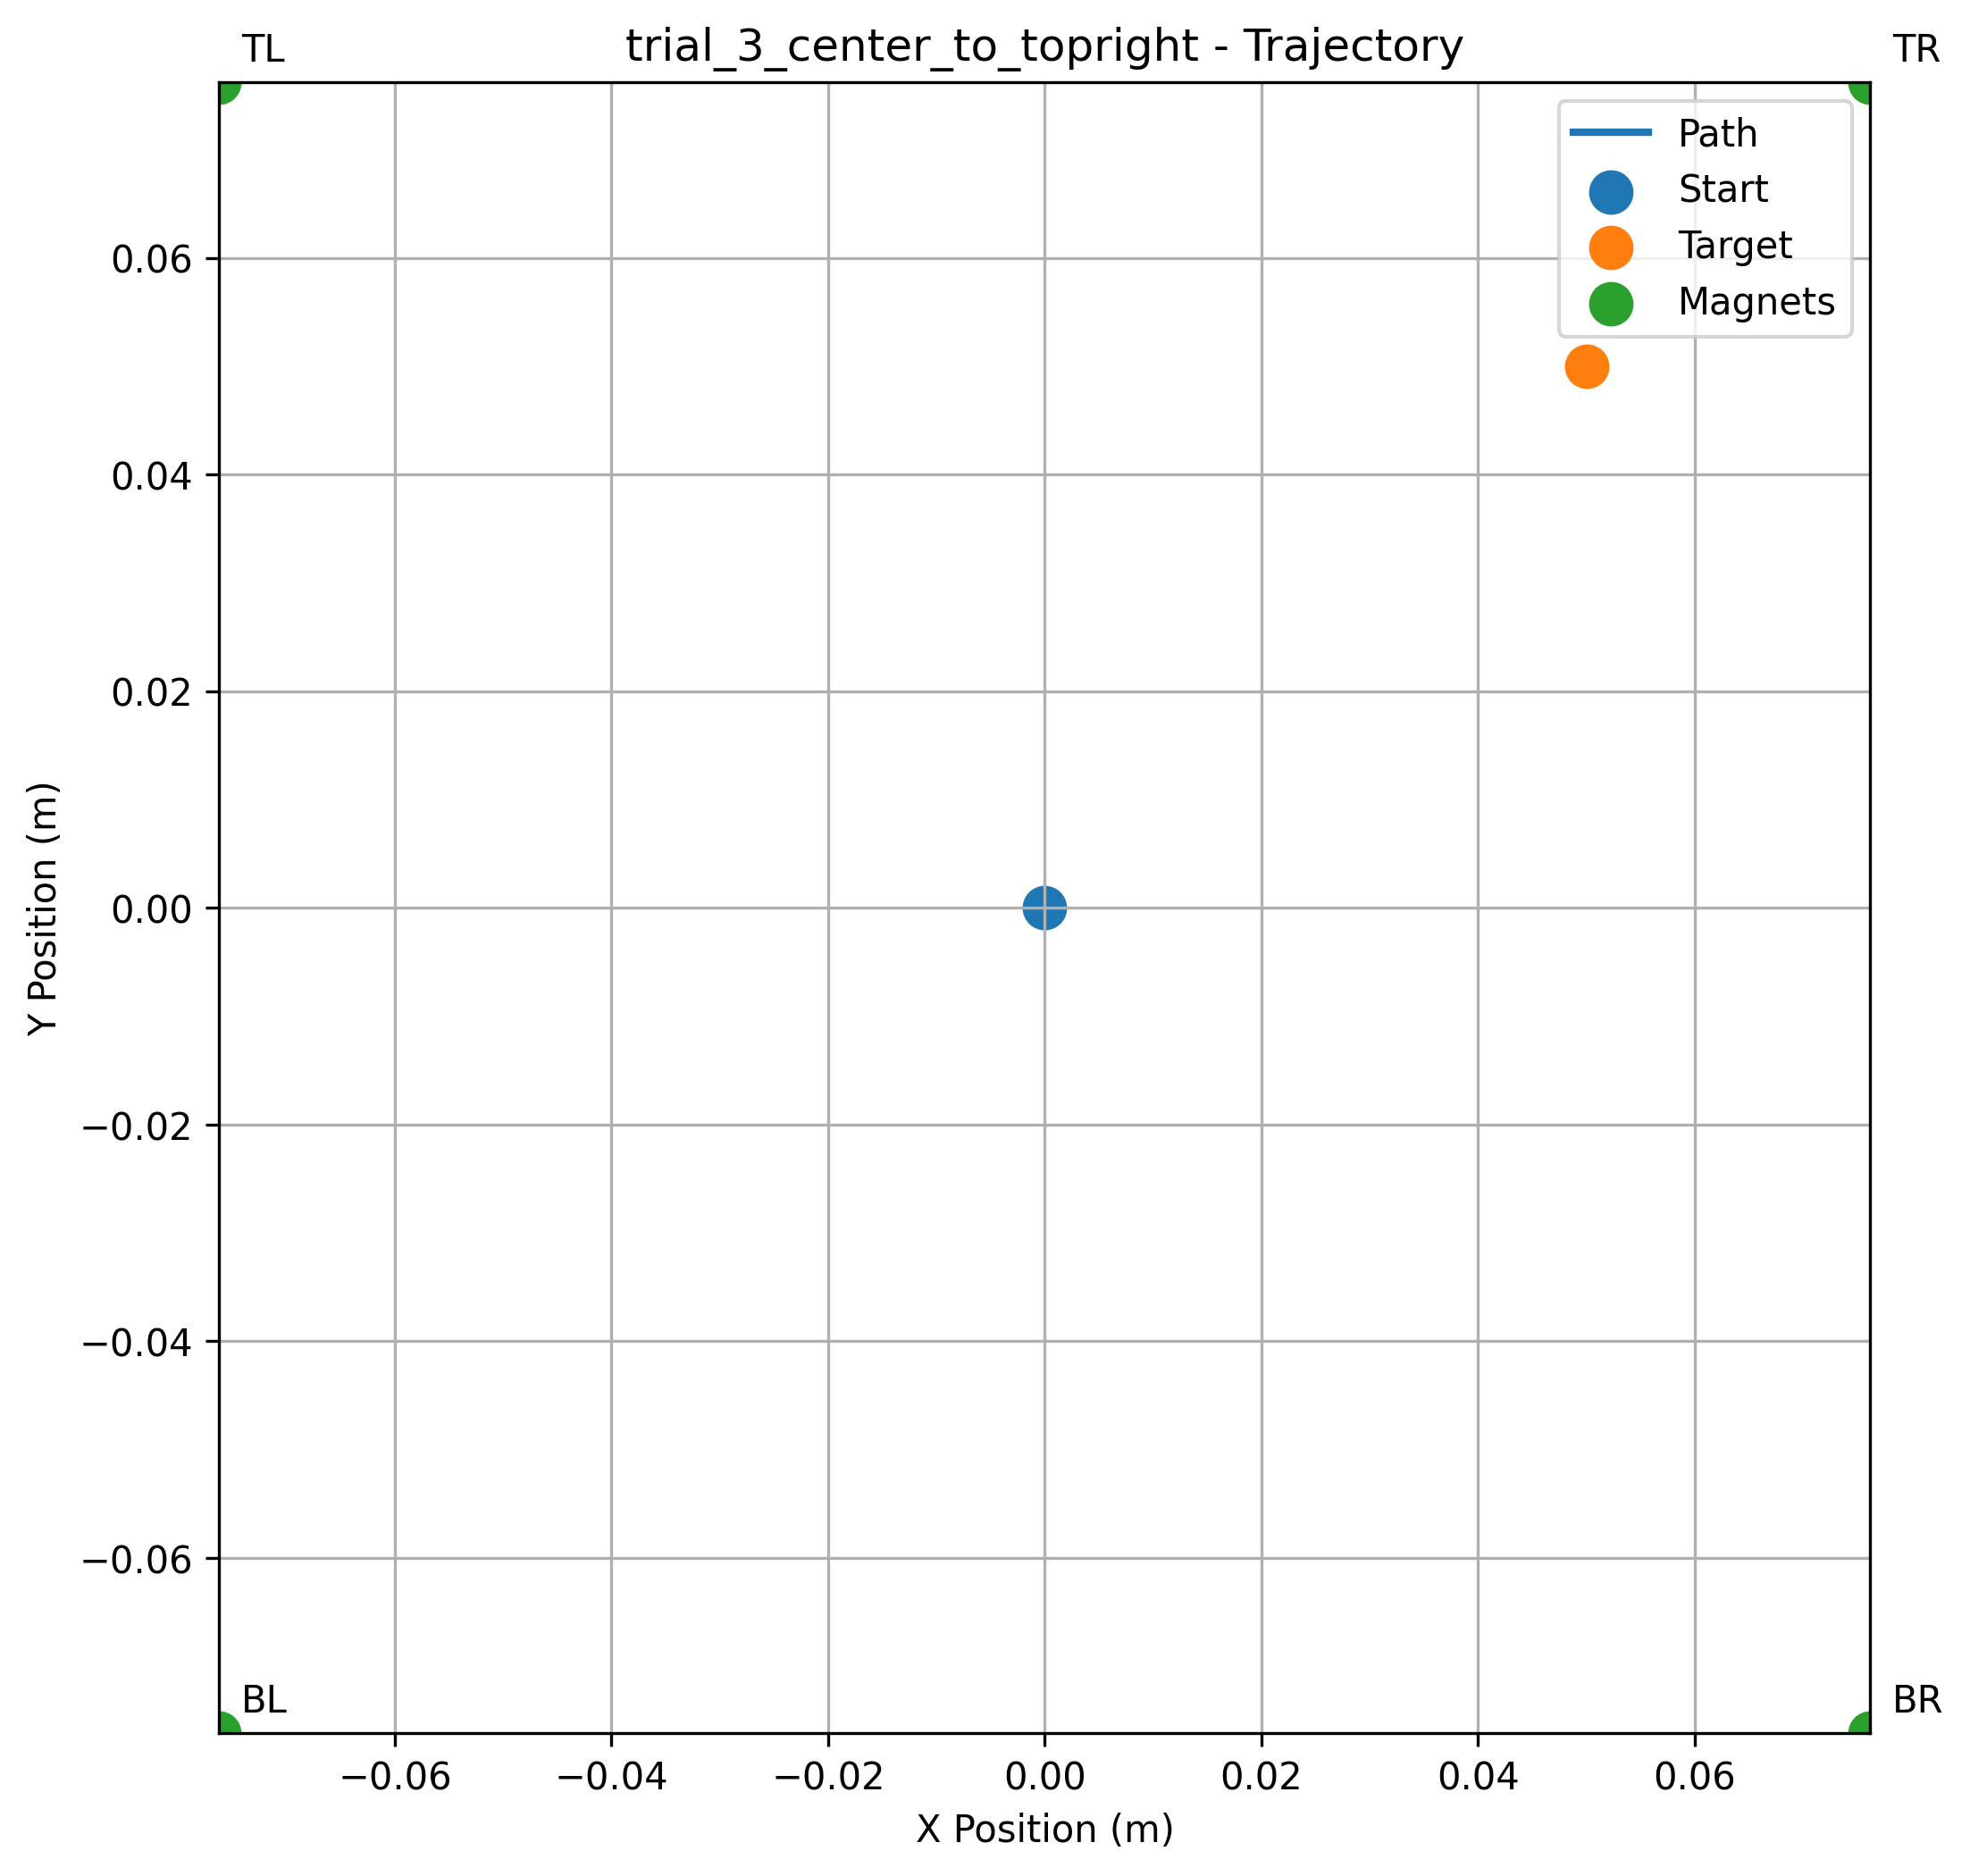 TL
trial_3_center_to_topright - Trajectory
TR
Path
Start
Target
Magnets
0.06
0.04
0.02
0.00
−0.02
−0.04
−0.06
Y Position (m)
BL
BR
−0.06
−0.04
−0.02
0.00
0.02
0.04
0.06
X Position (m)